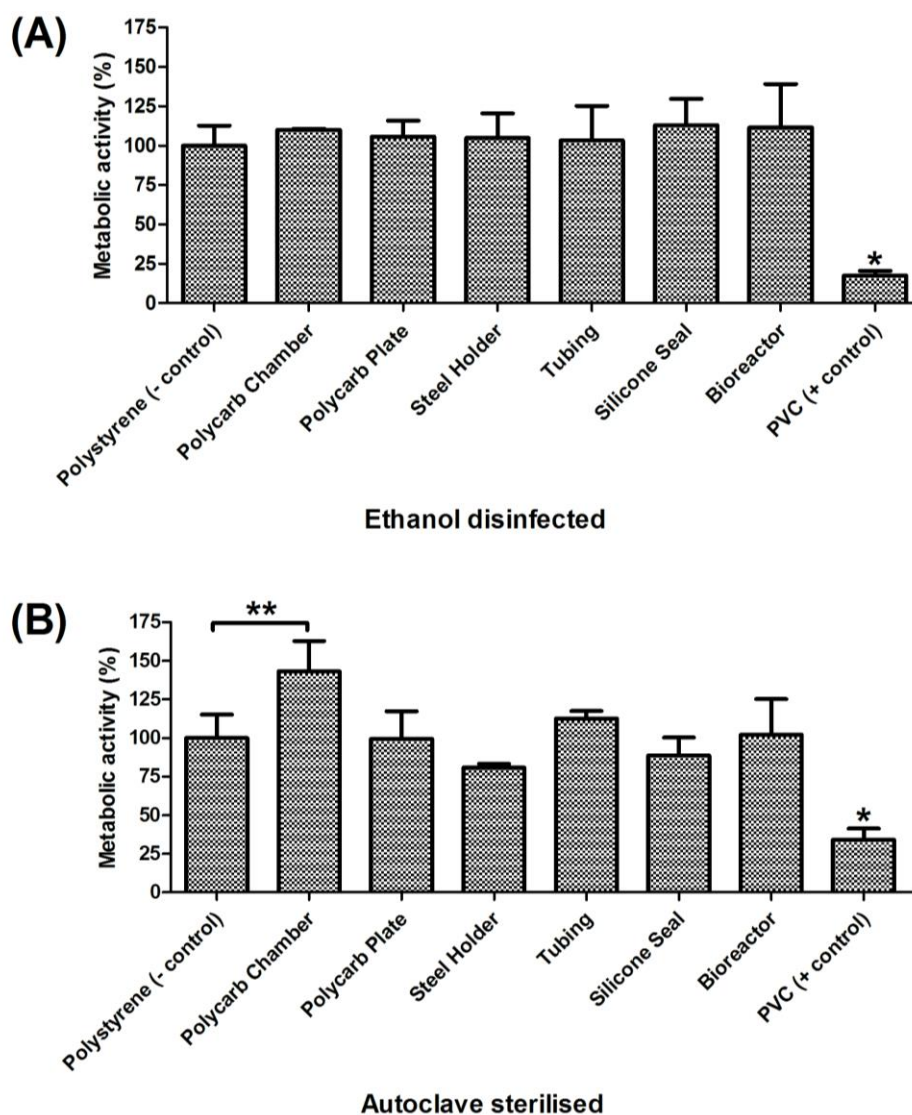 (A)
Metabolic activity (%)
175
150
125
100
75
50
25
0
*
Polystyrene (- control)
Polycarb Chamber
Polycarb Plate
Steel Holder
Tubing
Silicone Seal
Bioreactor
PVC (+ control)
Ethanol disinfected
(B)
Metabolic activity (%)
175
150
125
100
75
50
25
0
**
*
Polystyrene (- control)
Polycarb Chamber
Polycarb Plate
Steel Holder
Tubing
Silicone Seal
Bioreactor
PVC (+ control)
Autoclave sterilised